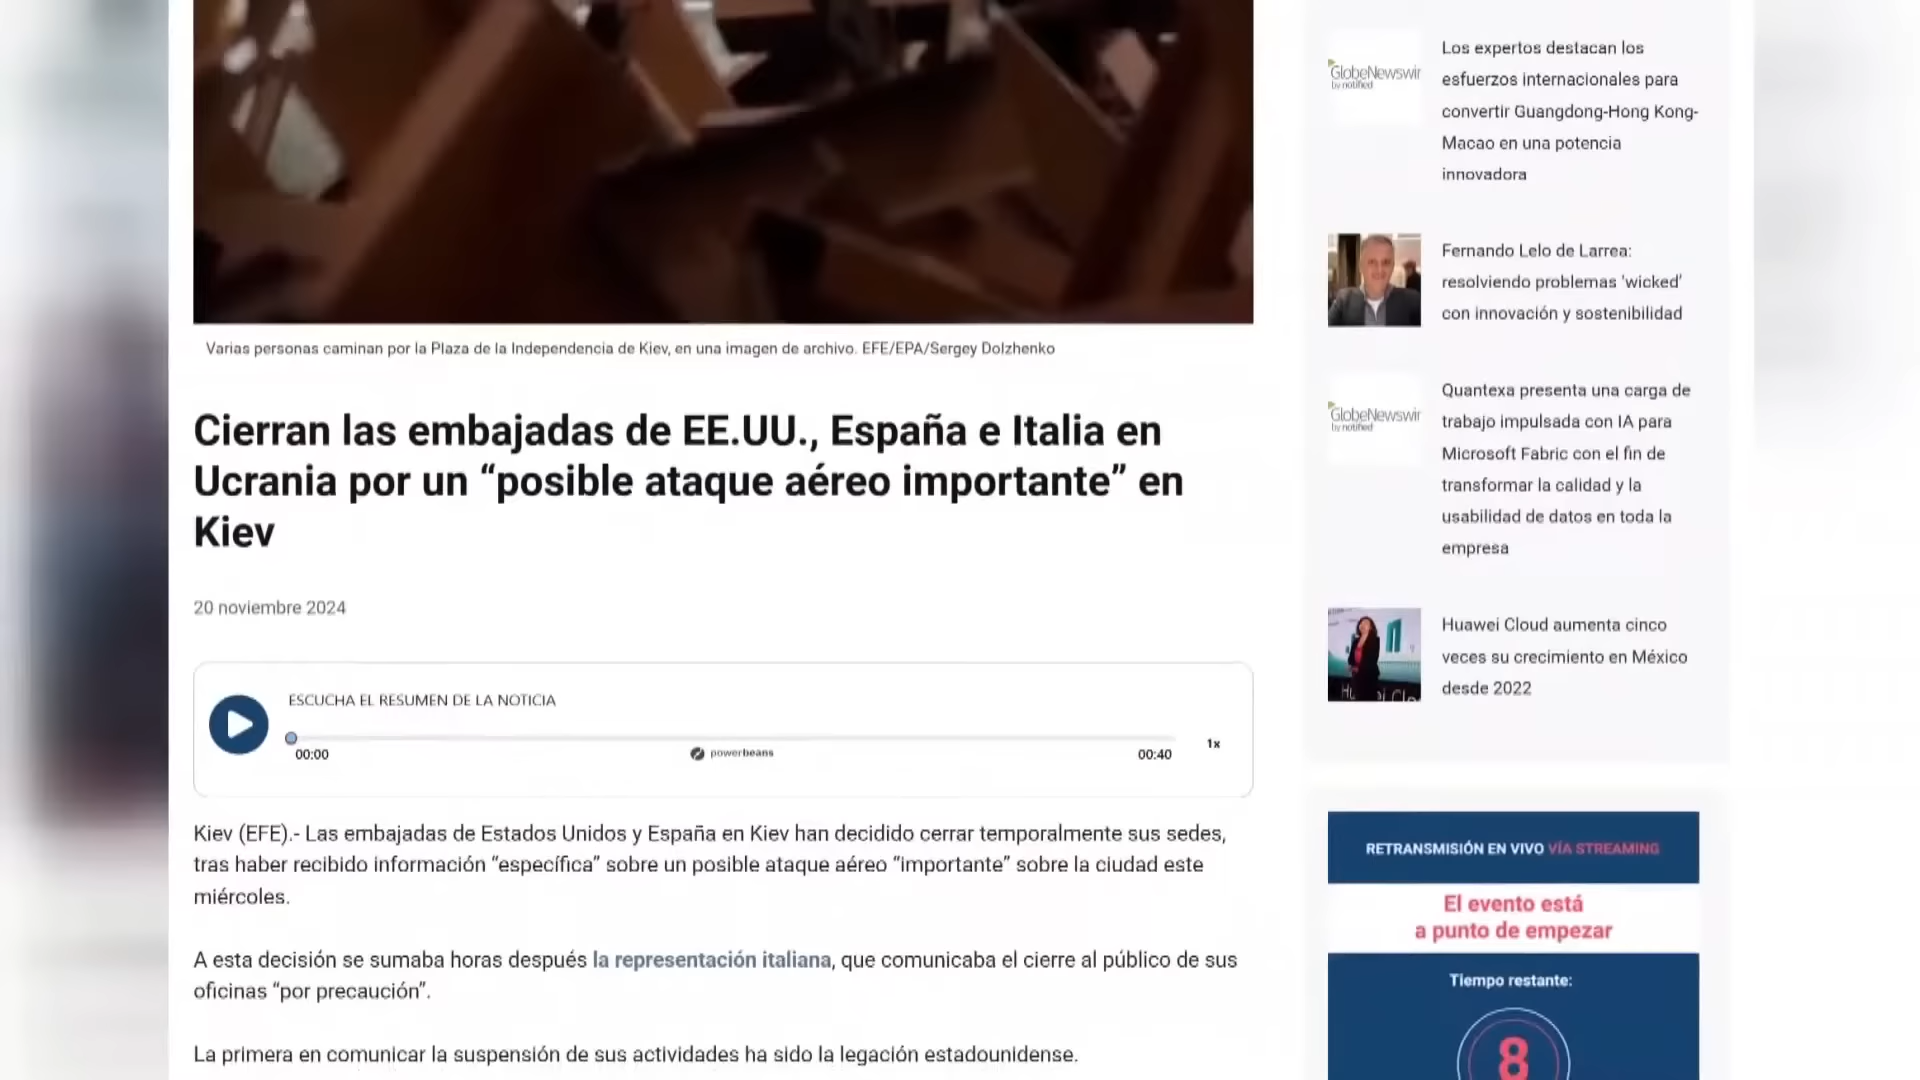 Varias personas caminan por la Plaza de la Independencia de Kiev, en una imagen de archivo. EFE/EPA/Sergey Dolzhenko
Cierran las embajadas de EE.UU., España e Italia en
Ucrania por un “posible ataque aéreo importante” en
Kiev
20 noviembre 2024
ESCUCHA EL RESUMEN DE LA NOTICIA
00:00
powerbeans
00:40
1x
Kiev (EFE).- Las embajadas de Estados Unidos y España en Kiev han decidido cerrar temporalmente sus sedes,
tras haber recibido información “específica” sobre un posible ataque aéreo “importante” sobre la ciudad este
miércoles.
A esta decisión se sumaba horas después la representación italiana, que comunicaba el cierre al público de sus
oficinas “por precaución”.
La primera en comunicar la suspensión de sus actividades ha sido la legación estadounidense.
GlobeNewswir
by notified
Los expertos destacan los
esfuerzos internacionales para
convertir Guangdong-Hong Kong-
Macao en una potencia
innovadora
Fernando Lelo de Larrea:
resolviendo problemas ‘wicked’
con innovación y sostenibilidad
GlobeNewswir
by notified
Quantexa presenta una carga de
trabajo impulsada con IA para
Microsoft Fabric con el fin de
transformar la calidad y la
usabilidad de datos en toda la
empresa
Huawei Cloud aumenta cinco
veces su crecimiento en México
desde 2022
RETRANSMISIÓN EN VIVO VÍA STREAMING
El evento está
a punto de empezar
Tiempo restante:
8